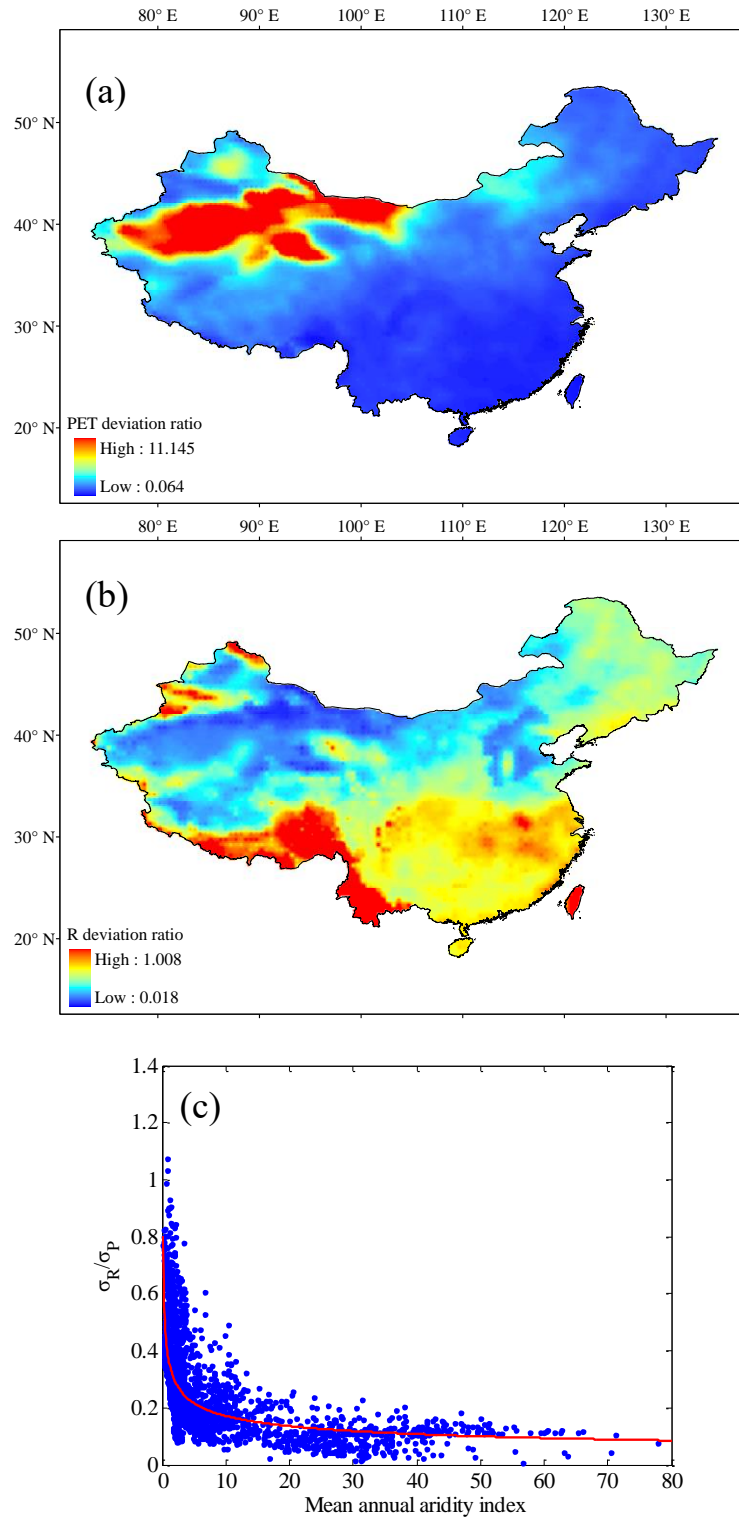 80° E 90° E 100° E 110° E 120° E 130° E
(a)
50° N
40° N
30° N
20° N
PET deviation ratio
High : 11.145
Low : 0.064
80° E 90° E 100° E 110° E 120° E 130° E
(b)
50° N
40° N
30° N
20° N
R deviation ratio
High : 1.008
Low : 0.018
(c)
1.4
1.2
1
0.8
0.6
0.4
0.2
0
σR/σP
0 10 20 30 40 50 60 70 80
Mean annual aridity index